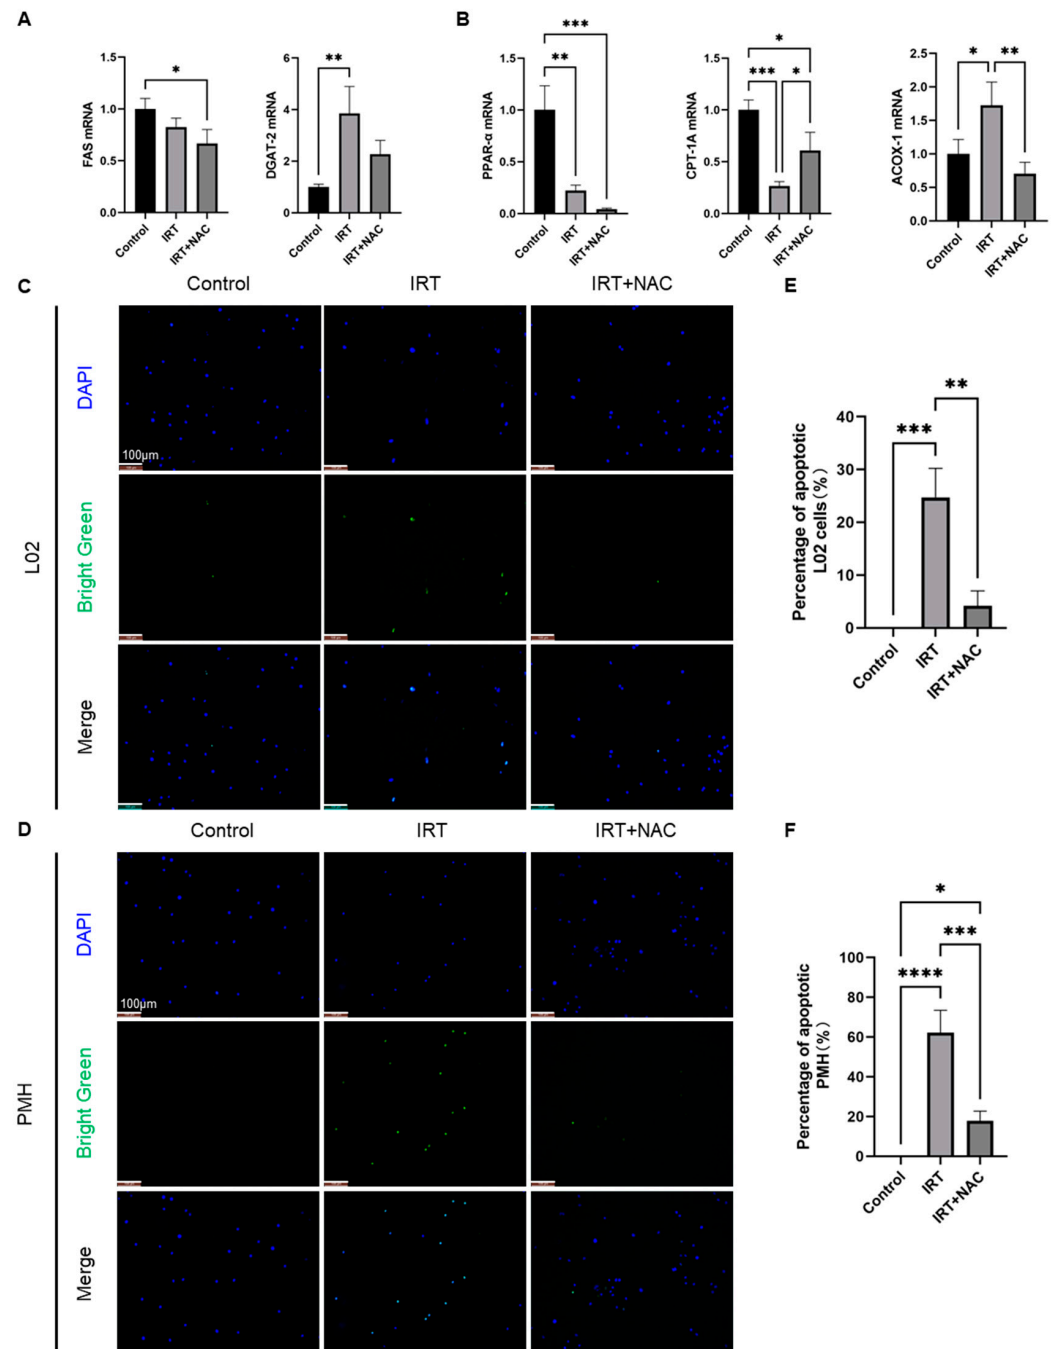 A
B
FAS mRNA
1.5
1.0
0.5
0.0
*
Control
IRT
IRT+NAC
DGAT-2 mRNA
6
4
2
0
**
Control
IRT
IRT+NAC
PPAR-α mRNA
1.5
1.0
0.5
0.0
***
**
Control
IRT
IRT+NAC
CPT-1A mRNA
1.5
1.0
0.5
0.0
*
***
*
Control
IRT
IRT+NAC
ACOX-1 mRNA
2.5
2.0
1.5
1.0
0.5
0.0
*
**
Control
IRT
IRT+NAC
C
Control
IRT
IRT+NAC
L02
DAPI
100μm
Bright Green
Merge
E
Percentage of apoptotic
L02 cells(%)
40
30
20
10
0
***
**
Control
IRT
IRT+NAC
D
Control
IRT
IRT+NAC
PMH
DAPI
100μm
Bright Green
Merge
F
Percentage of apoptotic
PMH(%)
100
80
60
40
20
0
*
***
****
Control
IRT
IRT+NAC